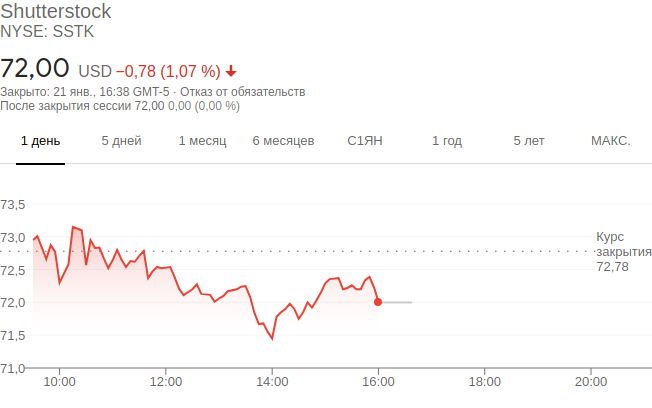 Shutterstock
NYSE: SSTK
72,00 USD −0,78 (1,07 %)
Закрыто: 21 янв., 16:38 GMT-5 · Отказ от обязательств
После закрытия сессии 72,00 0,00 (0,00 %)
1 день 5 дней 1 месяц 6 месяцев С1ЯН 1 год 5 лет МАКС.
73,5
73,0
72,5
72,0
71,5
71,0
Курс
закрытия
72,78
10:00 12:00 14:00 16:00 18:00 20:00